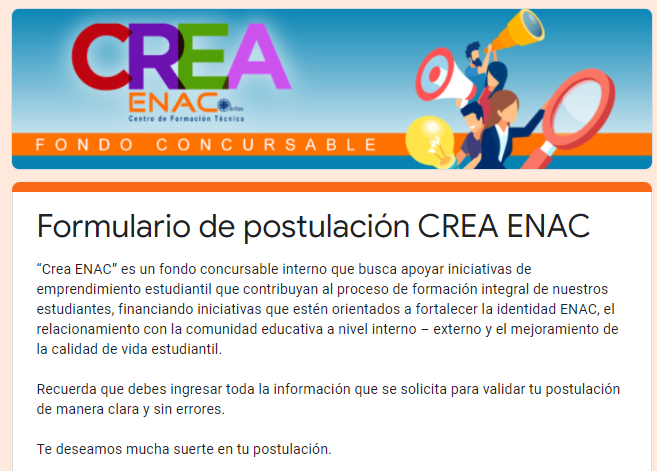 CREA
ENAC Cáritas
Centro de Formación Técnica
FONDO CONCURSABLE
Formulario de postulación CREA ENAC
“Crea ENAC” es un fondo concursable interno que busca apoyar iniciativas de
emprendimiento estudiantil que contribuyan al proceso de formación integral de nuestros
estudiantes, financiando iniciativas que estén orientados a fortalecer la identidad ENAC, el
relacionamiento con la comunidad educativa a nivel interno – externo y el mejoramiento de
la calidad de vida estudiantil.
Recuerda que debes ingresar toda la información que se solicita para validar tu postulación
de manera clara y sin errores.
Te deseamos mucha suerte en tu postulación.